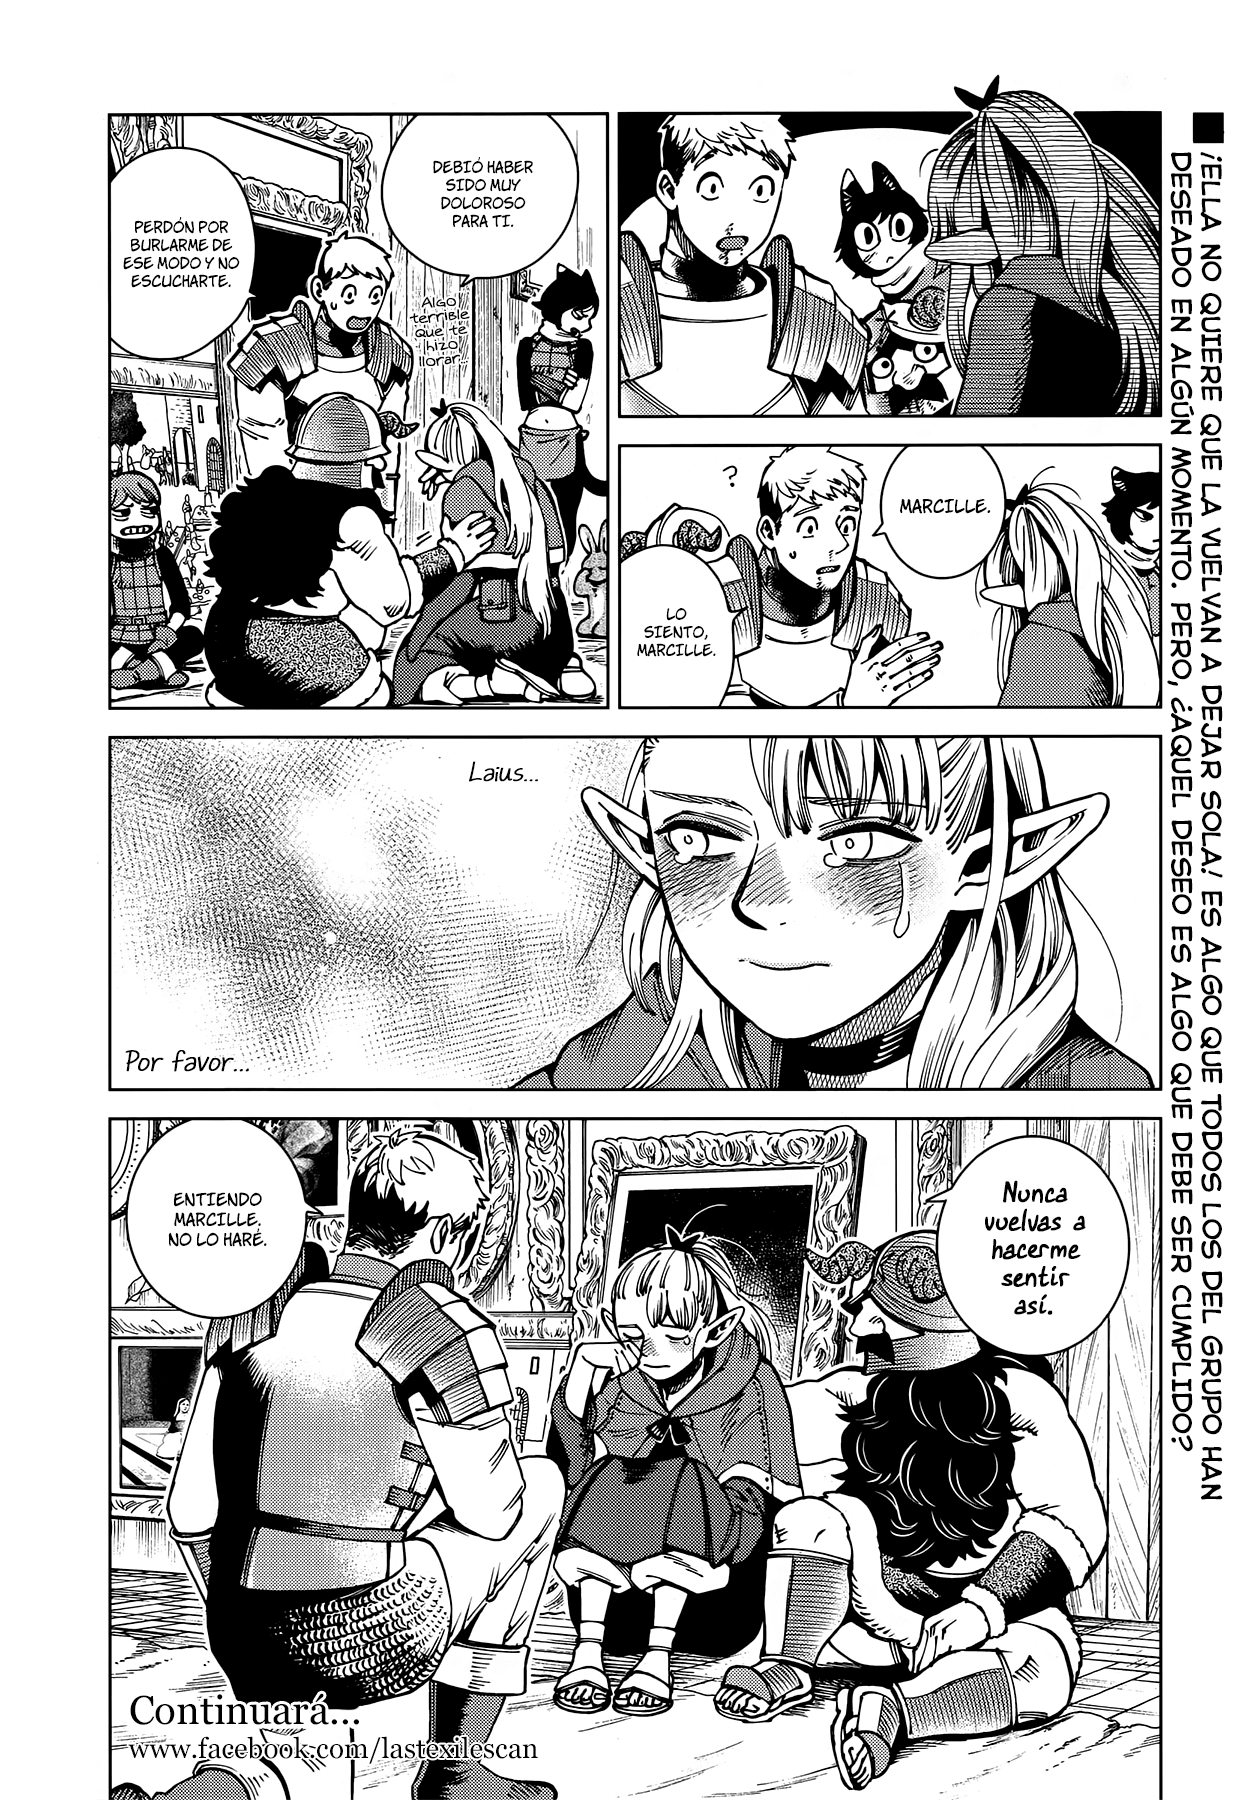 ■¡ELLA NO QUIERE QUE LA VUELVAN A DEJAR SOLA! ES ALGO QUE TODOS LOS DEL GRUPO HAN
DESEADO EN ALGÚN MOMENTO. PERO, ¿AQUEL DESEO ES ALGO QUE DEBE SER CUMPLIDO?
?
MARCILLE.
LO
SIENTO,
MARCILLE.
DEBIÓ HABER
SIDO MUY
DOLOROSO
PARA TI.
PERDÓN POR
BURLARME DE
ESE MODO Y NO
ESCUCHARTE.
Algo
terrible
que te
hizo
llorar...
Laius...
Por favor...
Nunca
vuelvas a
hacerme
sentir
así.
ENTIENDO
MARCILLE.
NO LO HARÉ.
Continuará...
www.facebook.com/lastexilescan